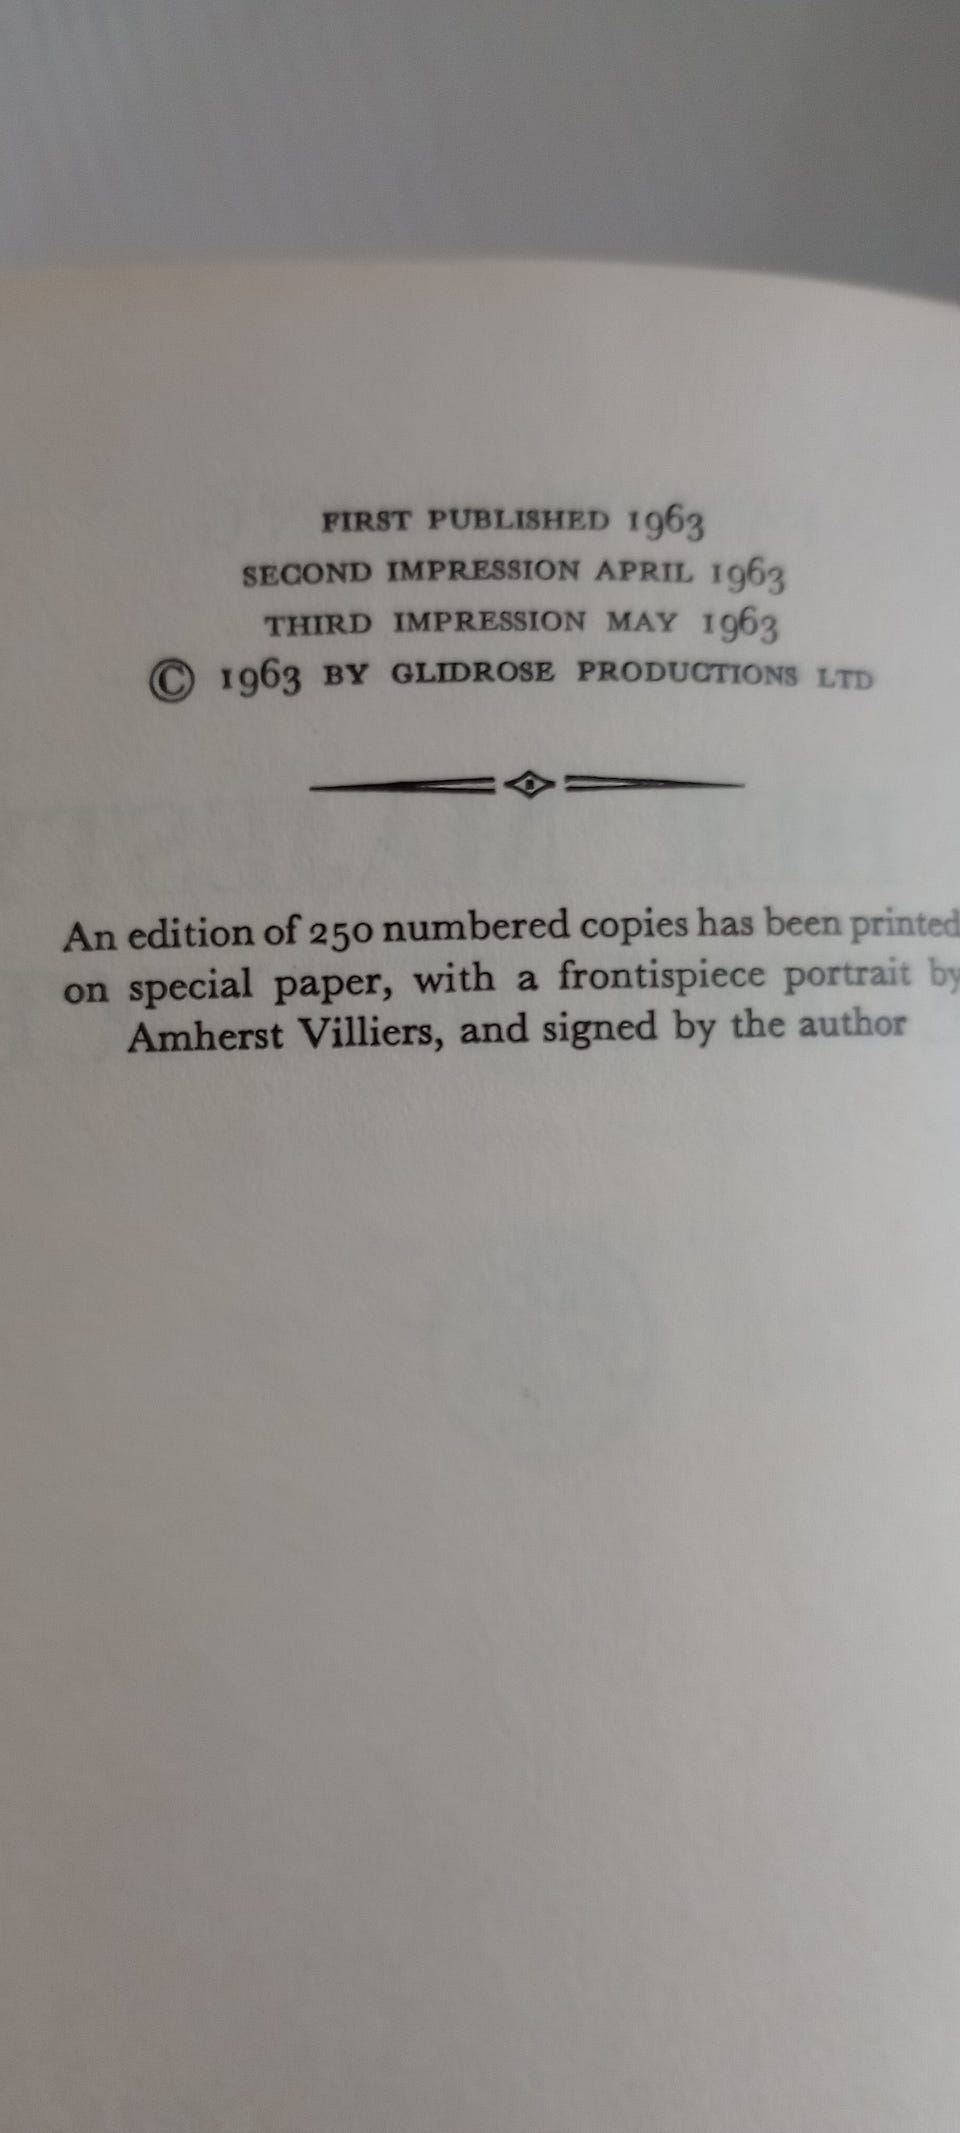 FIRST PUBLISHED 1963
SECOND IMPRESSION APRIL 1963
THIRD IMPRESSION MAY 1963
© 1963 BY GLIDROSE PRODUCTIONS LTD
An edition of 250 numbered copies has been printed
on special paper, with a frontispiece portrait by
Amherst Villiers, and signed by the author